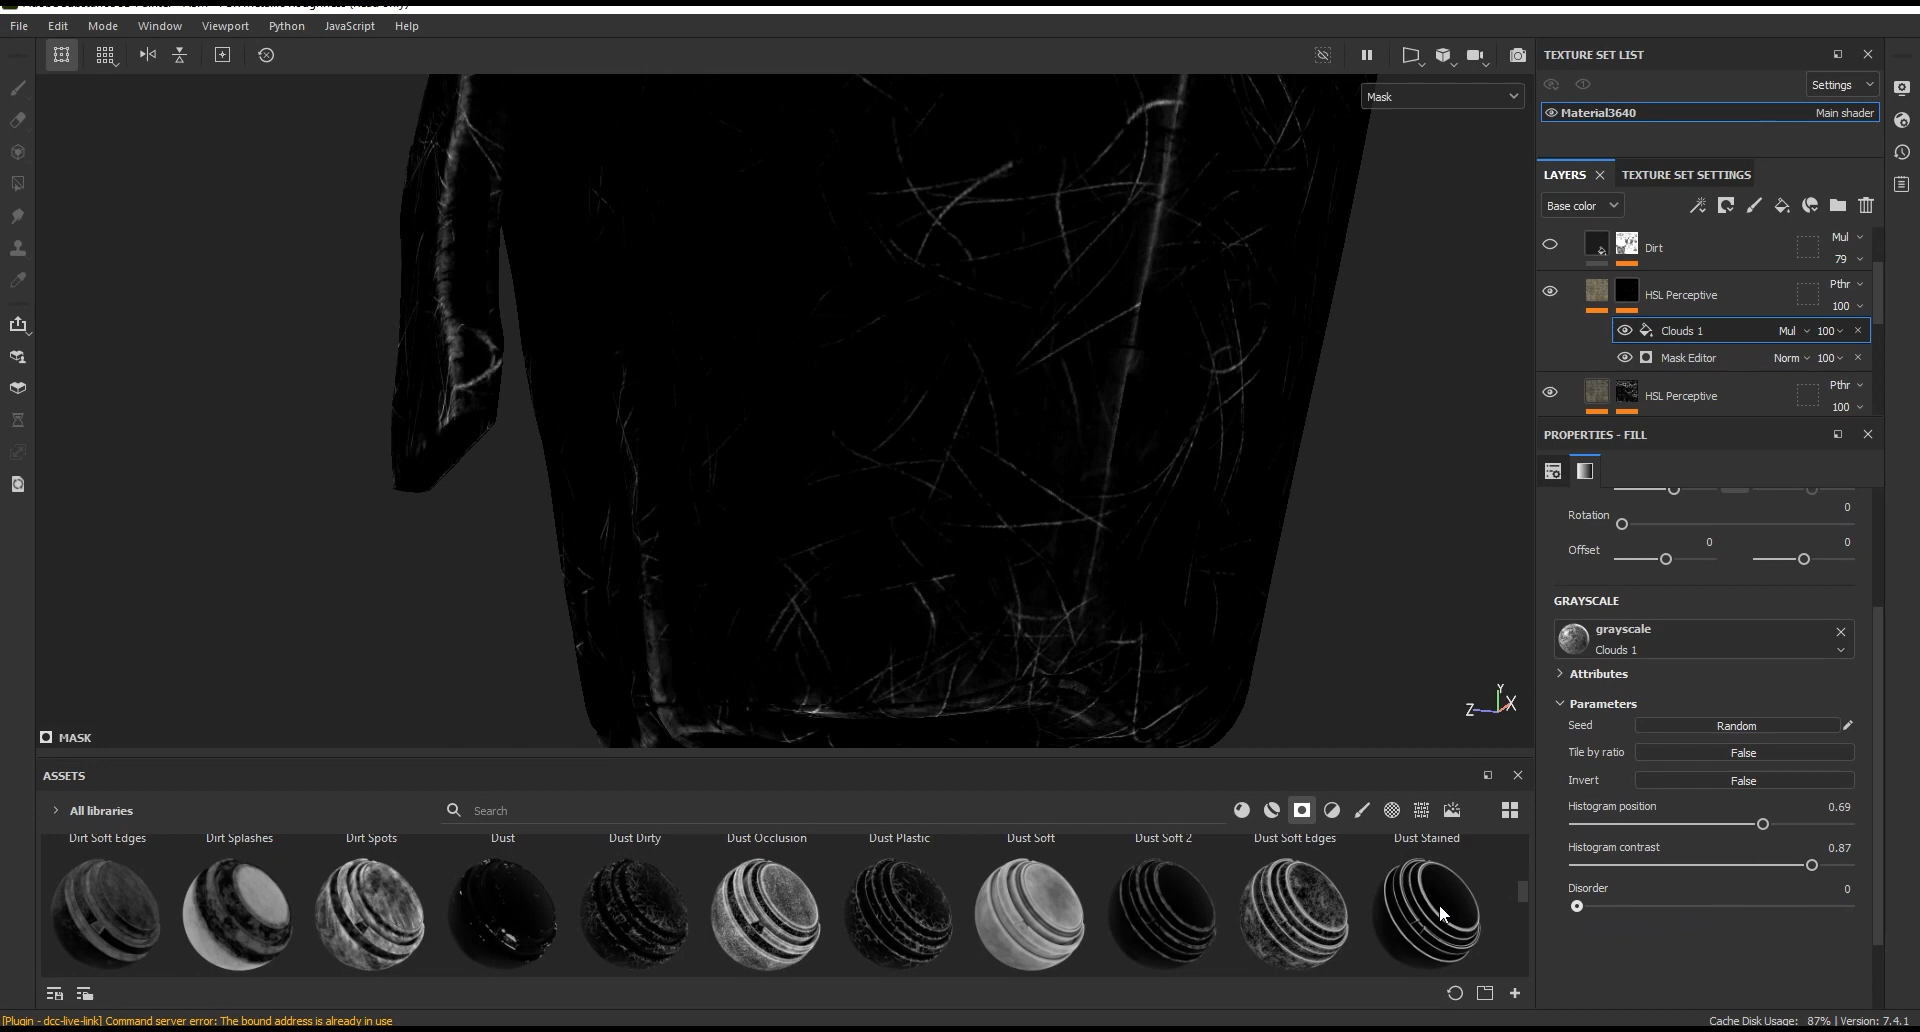 File Edit Mode Window Viewport Python JavaScript Help
Mask
MASK
TEXTURE SET LIST
Settings
Material3640 Main shader
LAYERS TEXTURE SET SETTINGS
Base color
Mul
Dirt
79
Pthr
HSL Perceptive
100
Clouds 1 Mul 100
Mask Editor Norm 100
Pthr
HSL Perceptive
100
PROPERTIES - FILL
0
Rotation
0 0
Offset
GRAYSCALE
grayscale
Clouds 1
Attributes
Parameters
Seed Random
Tile by ratio False
Invert False
Histogram position 0.69
Histogram contrast 0.87
Disorder 0
Y
Z X
ASSETS
All libraries
Search
Dirt Soft Edges Dirt Splashes Dirt Spots Dust Dust Dirty Dust Occlusion Dust Plastic Dust Soft Dust Soft 2 Dust Soft Edges Dust Stained
[Plugin - dcc-live-link] Command server error: The bound address is already in use
Cache Disk Usage: 87% | Version: 7.4.1